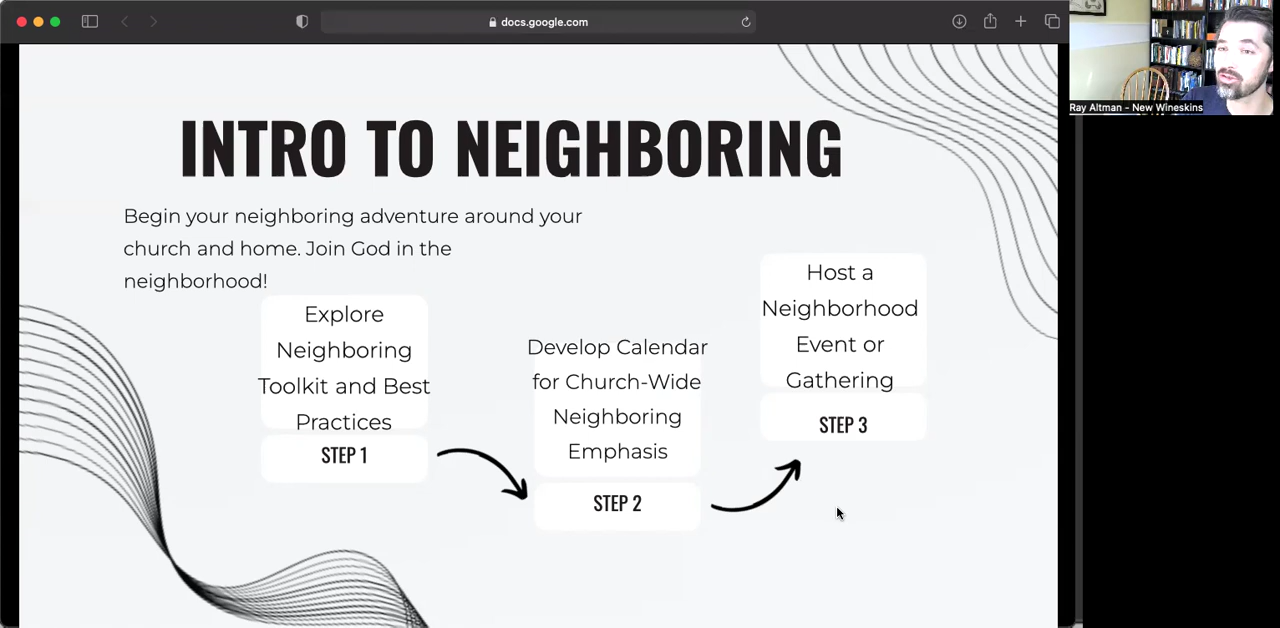 docs.google.com
Ray Altman - New Wineskins
INTRO TO NEIGHBORING
Begin your neighboring adventure around your
church and home. Join God in the
neighborhood!
Explore
Neighboring
Toolkit and Best
Practices
STEP 1
Develop Calendar
for Church-Wide
Neighboring
Emphasis
STEP 2
Host a
Neighborhood
Event or
Gathering
STEP 3